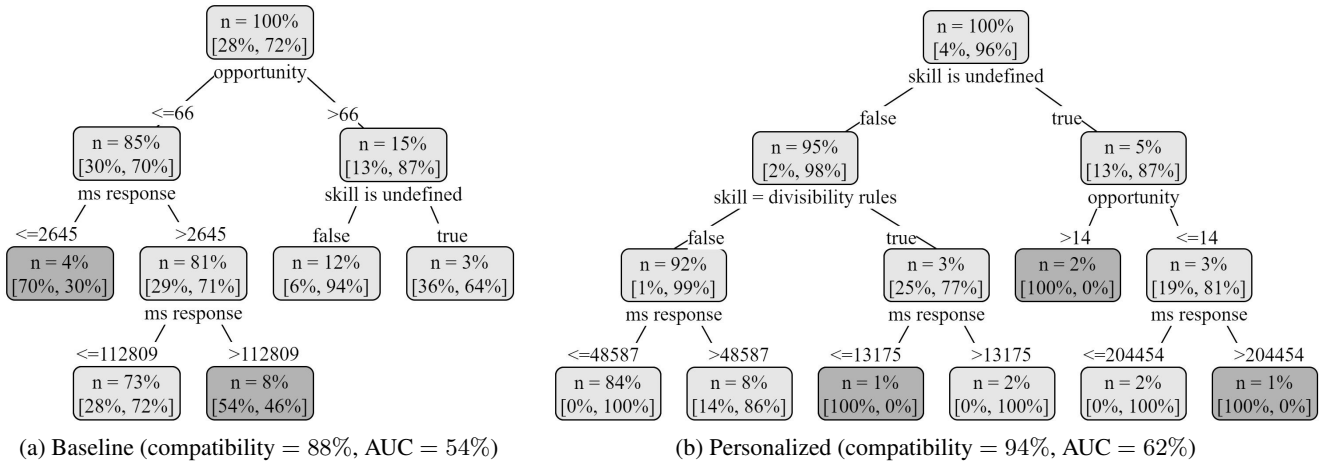 n = 100%
[28%, 72%]
opportunity
<=66
>66
n = 85%
[30%, 70%]
ms response
n = 15%
[13%, 87%]
skill is undefined
<=2645
>2645
false
true
n = 4%
[70%, 30%]
n = 81%
[29%, 71%]
ms response
n = 12%
[6%, 94%]
n = 3%
[36%, 64%]
<=112809
>112809
n = 73%
[28%, 72%]
n = 8%
[54%, 46%]
(a) Baseline (compatibility = 88%, AUC = 54%)
n = 100%
[4%, 96%]
skill is undefined
false
true
n = 95%
[2%, 98%]
skill = divisibility rules
n = 5%
[13%, 87%]
opportunity
false
true
>14
<=14
n = 92%
[1%, 99%]
ms response
n = 3%
[25%, 77%]
ms response
n = 2%
[100%, 0%]
n = 3%
[19%, 81%]
ms response
<=48587
>48587
<=13175
>13175
<=204454
>204454
n = 84%
[0%, 100%]
n = 8%
[14%, 86%]
n = 1%
[100%, 0%]
n = 2%
[0%, 100%]
n = 2%
[0%, 100%]
n = 1%
[100%, 0%]
(b) Personalized (compatibility = 94%, AUC = 62%)